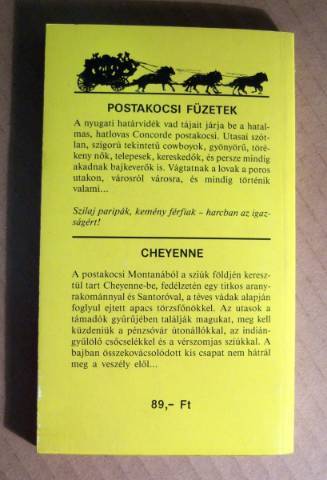 POSTAKOCSI FÜZETEK
A nyugati határvidék vad tájait járja be a hatal-
mas, hatlovas Concorde postakocsi. Utasai szót-
lan, szigorú tekintetű cowboyok, gyönyörű, töré-
keny nők, telepesek, kereskedők, és persze mindig
akadnak bajkeverők is. Vágtatnak a lovak a poros
utakon, városról városra, és mindig történik
valami...
Szilaj paripák, kemény férfiak – harcban az igaz-
ságért!
CHEYENNE
A postakocsi Montanából a sziúk földjén keresz-
tül tart Cheyenne-be, fedélzetén egy titkos arany-
rakománnyal és Santoróval, a téves vádak alapján
foglyul ejtett apacs törzsfőnökkel. Az utasok a
támadók gyűrűjében találják magukat, meg kell
küzdeniük a pénzsóvár útonállókkal, az indián-
gyűlölő csőcselékkel és a vérszomjas sziúkkal. A
bajban összekovácsolódott kis csapat nem hátrál
meg a veszély elől...
89,– Ft